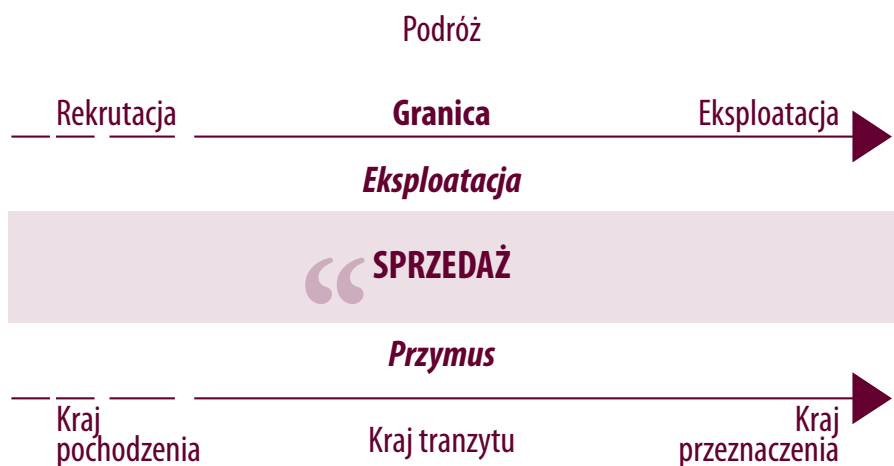 Podróż
Rekrutacja Granica Eksploatacja
Eksploatacja
“ SPRZEDAŻ
Przymus
Kraj pochodzenia Kraj tranzytu Kraj przeznaczenia